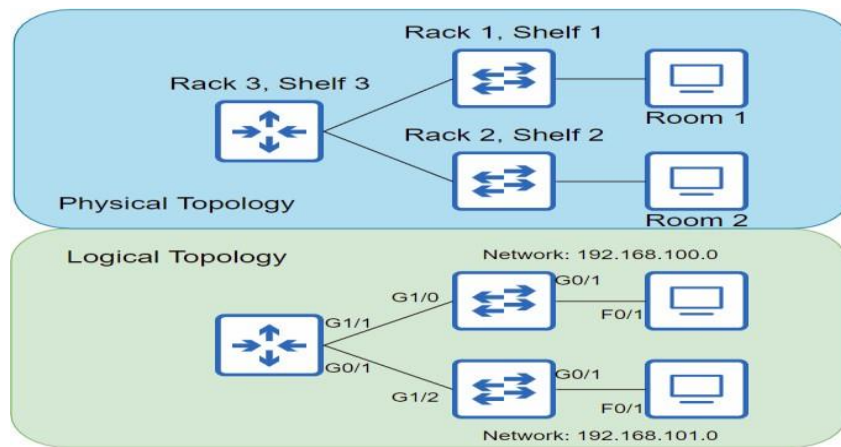 Rack 1, Shelf 1
Rack 3, Shelf 3
Room 1
Rack 2, Shelf 2
Physical Topology
Room 2
Logical Topology
Network: 192.168.100.0
G0/1
G1/0
F0/1
G1/1
G0/1
G0/1
G1/2
F0/1
Network: 192.168.101.0